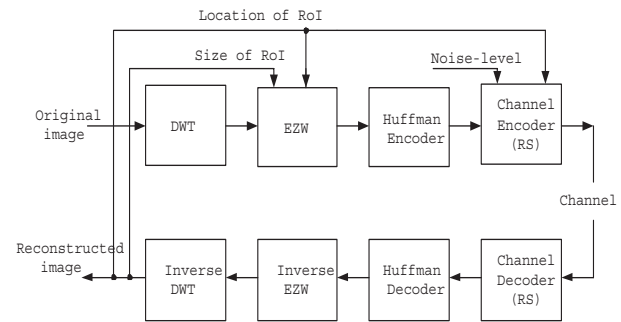 Location of RoI
Size of RoI
Noise-level
Original
image
DWT
EZW
Huffman
Encoder
Channel
Encoder
(RS)
Channel
Reconstructed
image
Inverse
DWT
Inverse
EZW
Huffman
Decoder
Channel
Decoder
(RS)